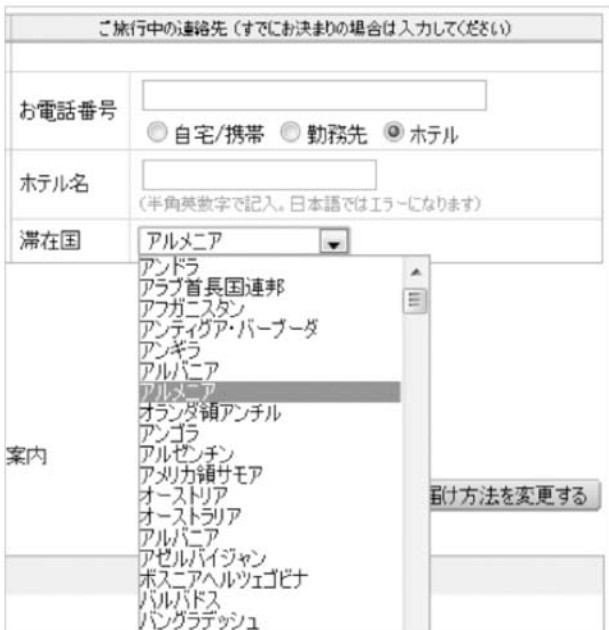 ご旅行中の連絡先（すでにお決まりの場合は入力してください）
お電話番号
自宅/携帯 勤務先 ホテル
ホテル名
(半角英数字で記入。日本語ではエラーになります)
滞在国
アルメニア
アンドラ
アラブ首長国連邦
アフガニスタン
アンティグア・バーブーダ
アンギラ
アルバニア
アルメニア
オランダ領アンチル
アンゴラ
アルゼンチン
アメリカ領サモア
オーストリア
オーストラリア
アルバニア
アゼルバイジャン
ボスニアヘルツェゴビナ
バルバドス
バングラデッシュ
案内
届け方法を変更する